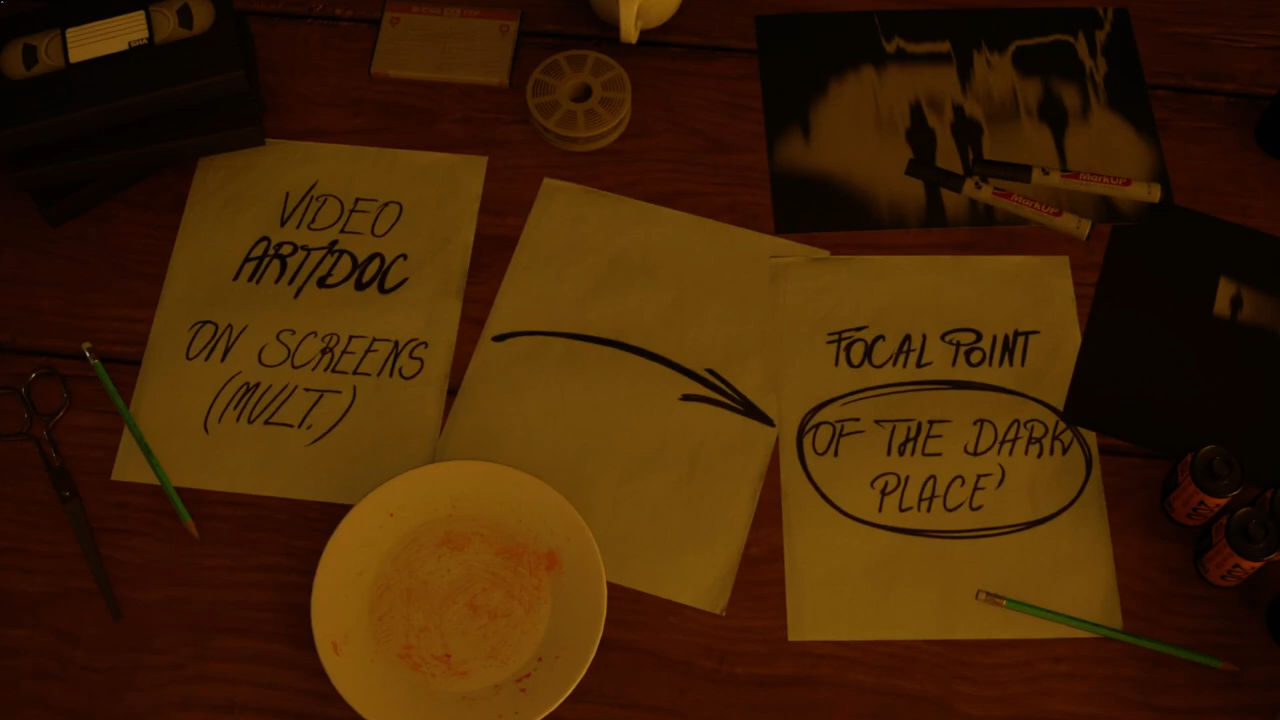 VIDEO
ART/DOC
ON SCREENS
(MULT.)
FOCAL POINT
OF THE DARK
PLACE)
MarkUP
MarkUP